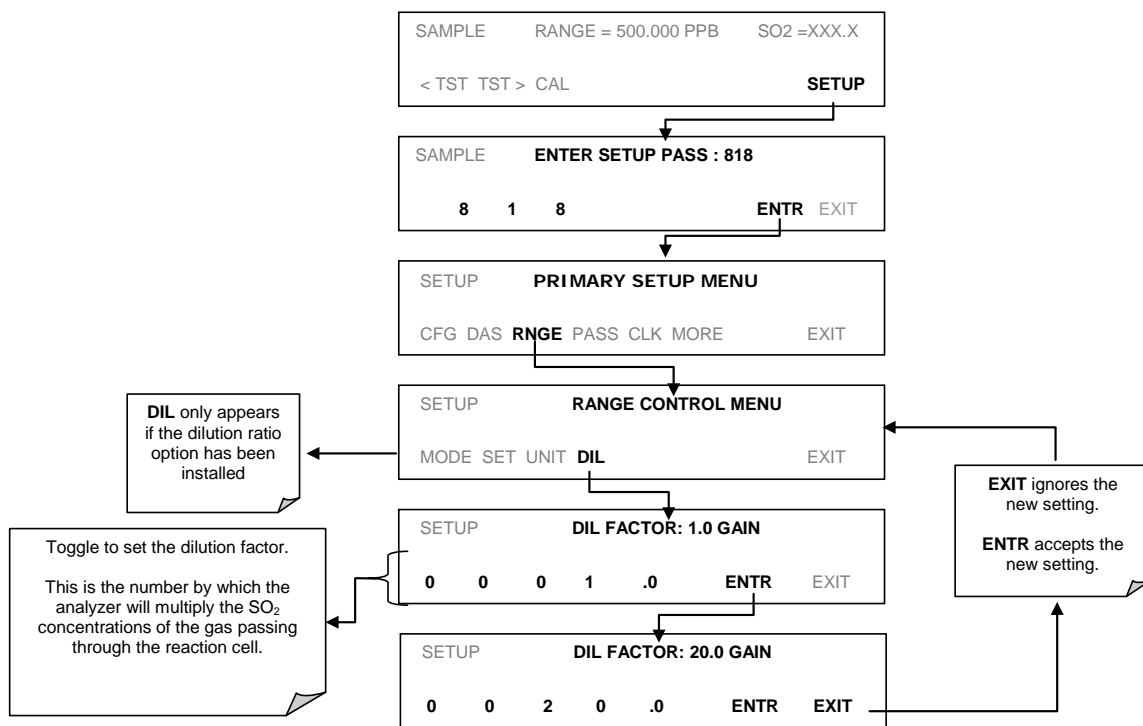 SAMPLE RANGE = 500.000 PPB SO2 =XXX.X
< TST TST > CAL SETUP
SAMPLE ENTER SETUP PASS : 818
8 1 8 ENTR EXIT
SETUP PRIMARY SETUP MENU
CFG DAS RNGE PASS CLK MORE EXIT
SETUP RANGE CONTROL MENU
MODE SET UNIT DIL EXIT
DIL only appears
if the dilution ratio
option has been
installed
SETUP DIL FACTOR: 1.0 GAIN
0 0 0 1 .0 ENTR EXIT
Toggle to set the dilution factor.
This is the number by which the
analyzer will multiply the SO₂
concentrations of the gas passing
through the reaction cell.
SETUP DIL FACTOR: 20.0 GAIN
0 0 2 0 .0 ENTR EXIT
EXIT ignores the
new setting.
ENTR accepts the
new setting.